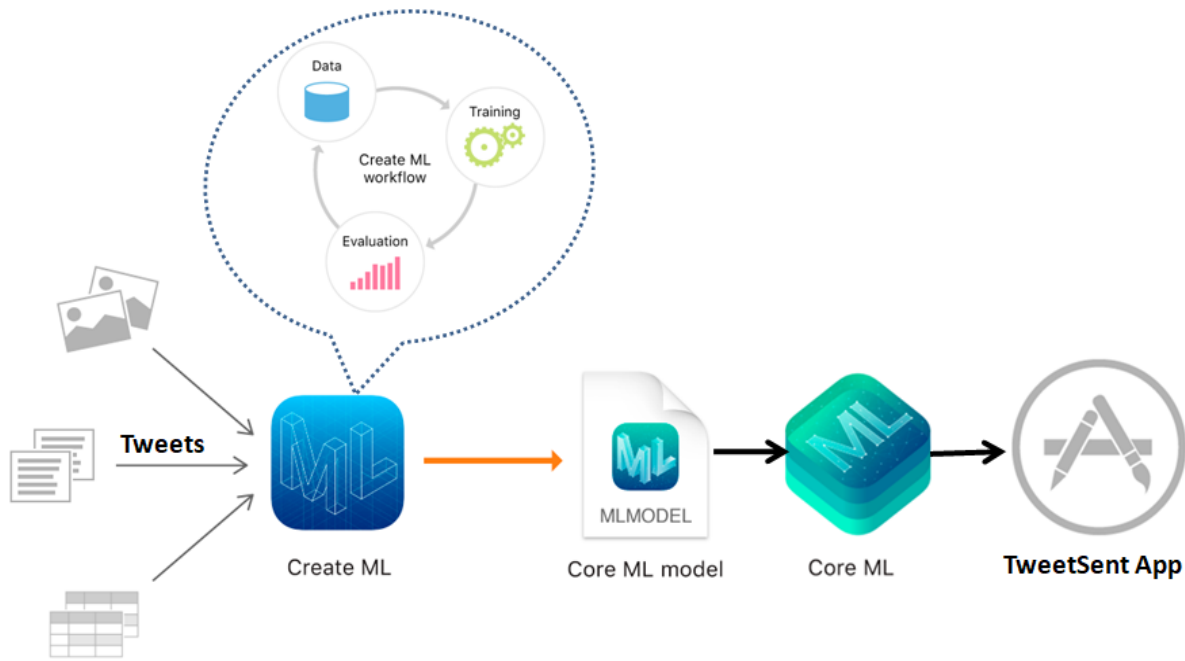 Data
Training
Create ML
workflow
Evaluation
Tweets
ML
ML
MLMODEL
ML
Create ML
Core ML model
Core ML
TweetSent App